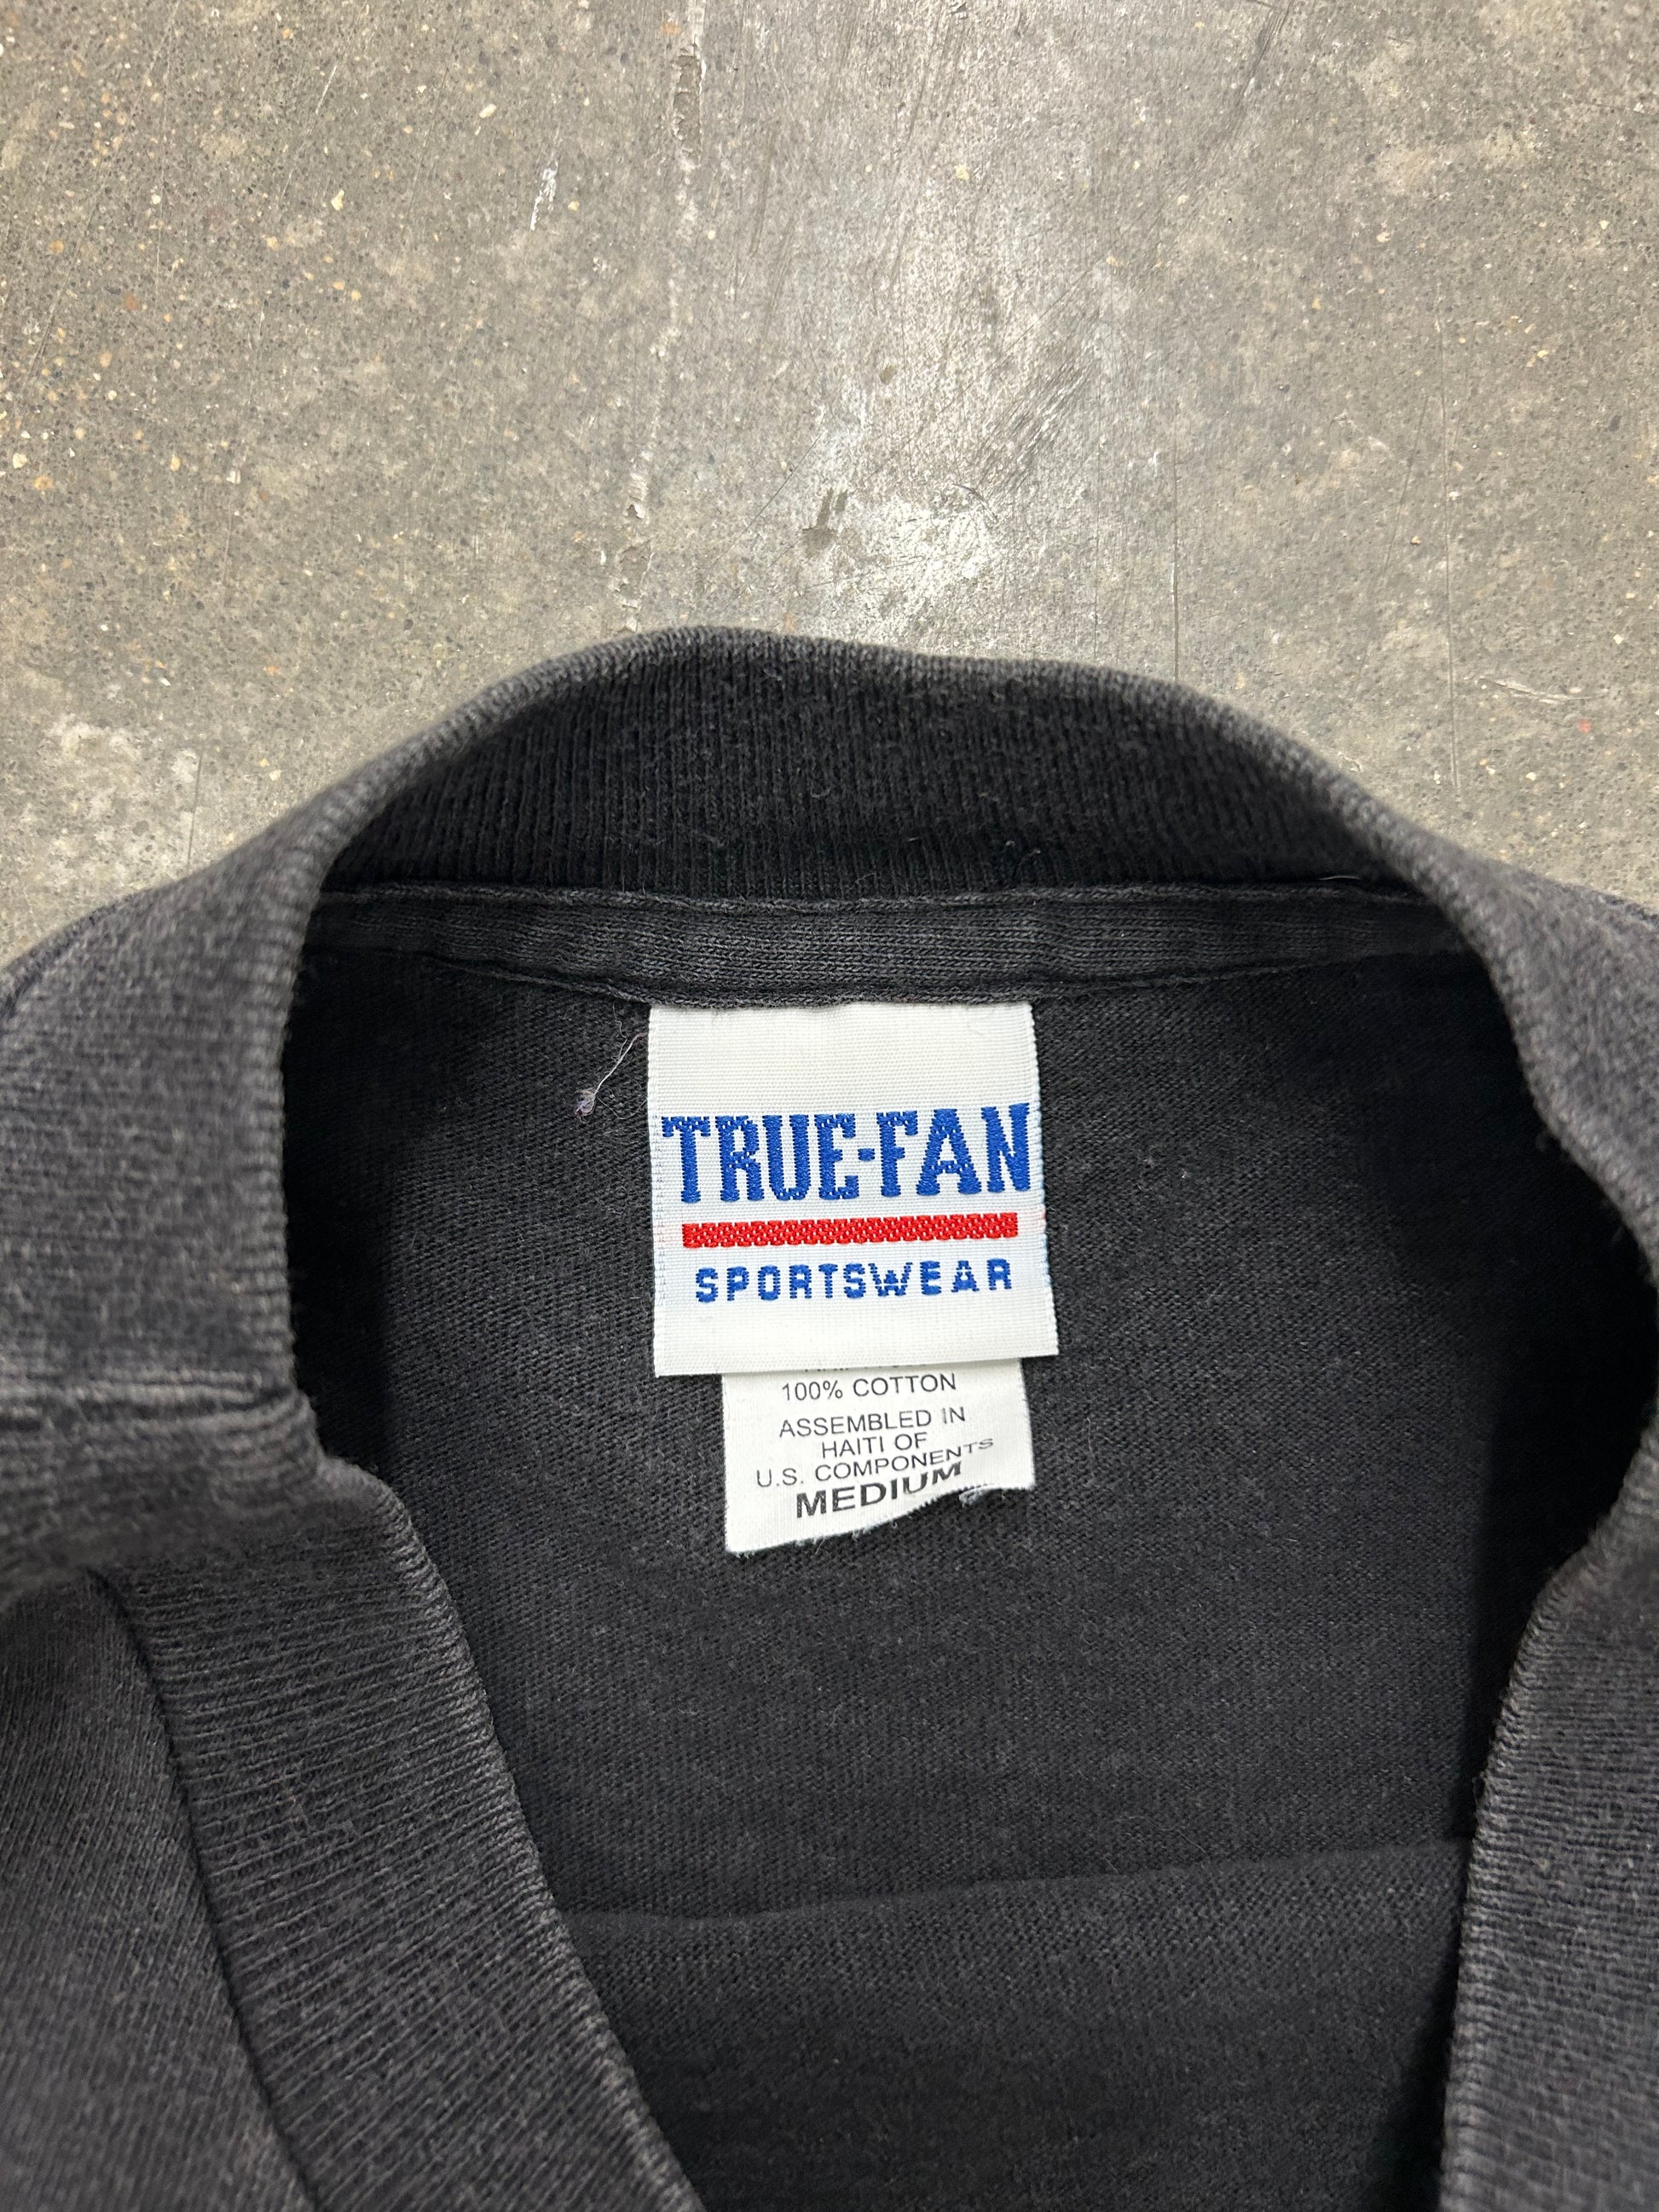 TRUE-FAN
SPORTSWEAR
100% COTTON
ASSEMBLED IN
HAITI OF
U.S. COMPONENTS
MEDIUM